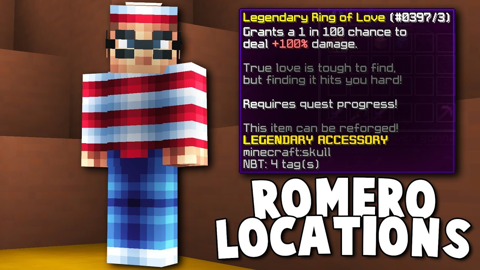 Legendary Ring of Love (#0397/3)
Grants a 1 in 100 chance to
deal +100% damage.
True love is tough to find,
but finding it hits you hard!
Requires quest progress!
This item can be reforged!
LEGENDARY ACCESSORY
minecraft:skull
NBT: 4 tag(s)
ROMERO
LOCATIONS